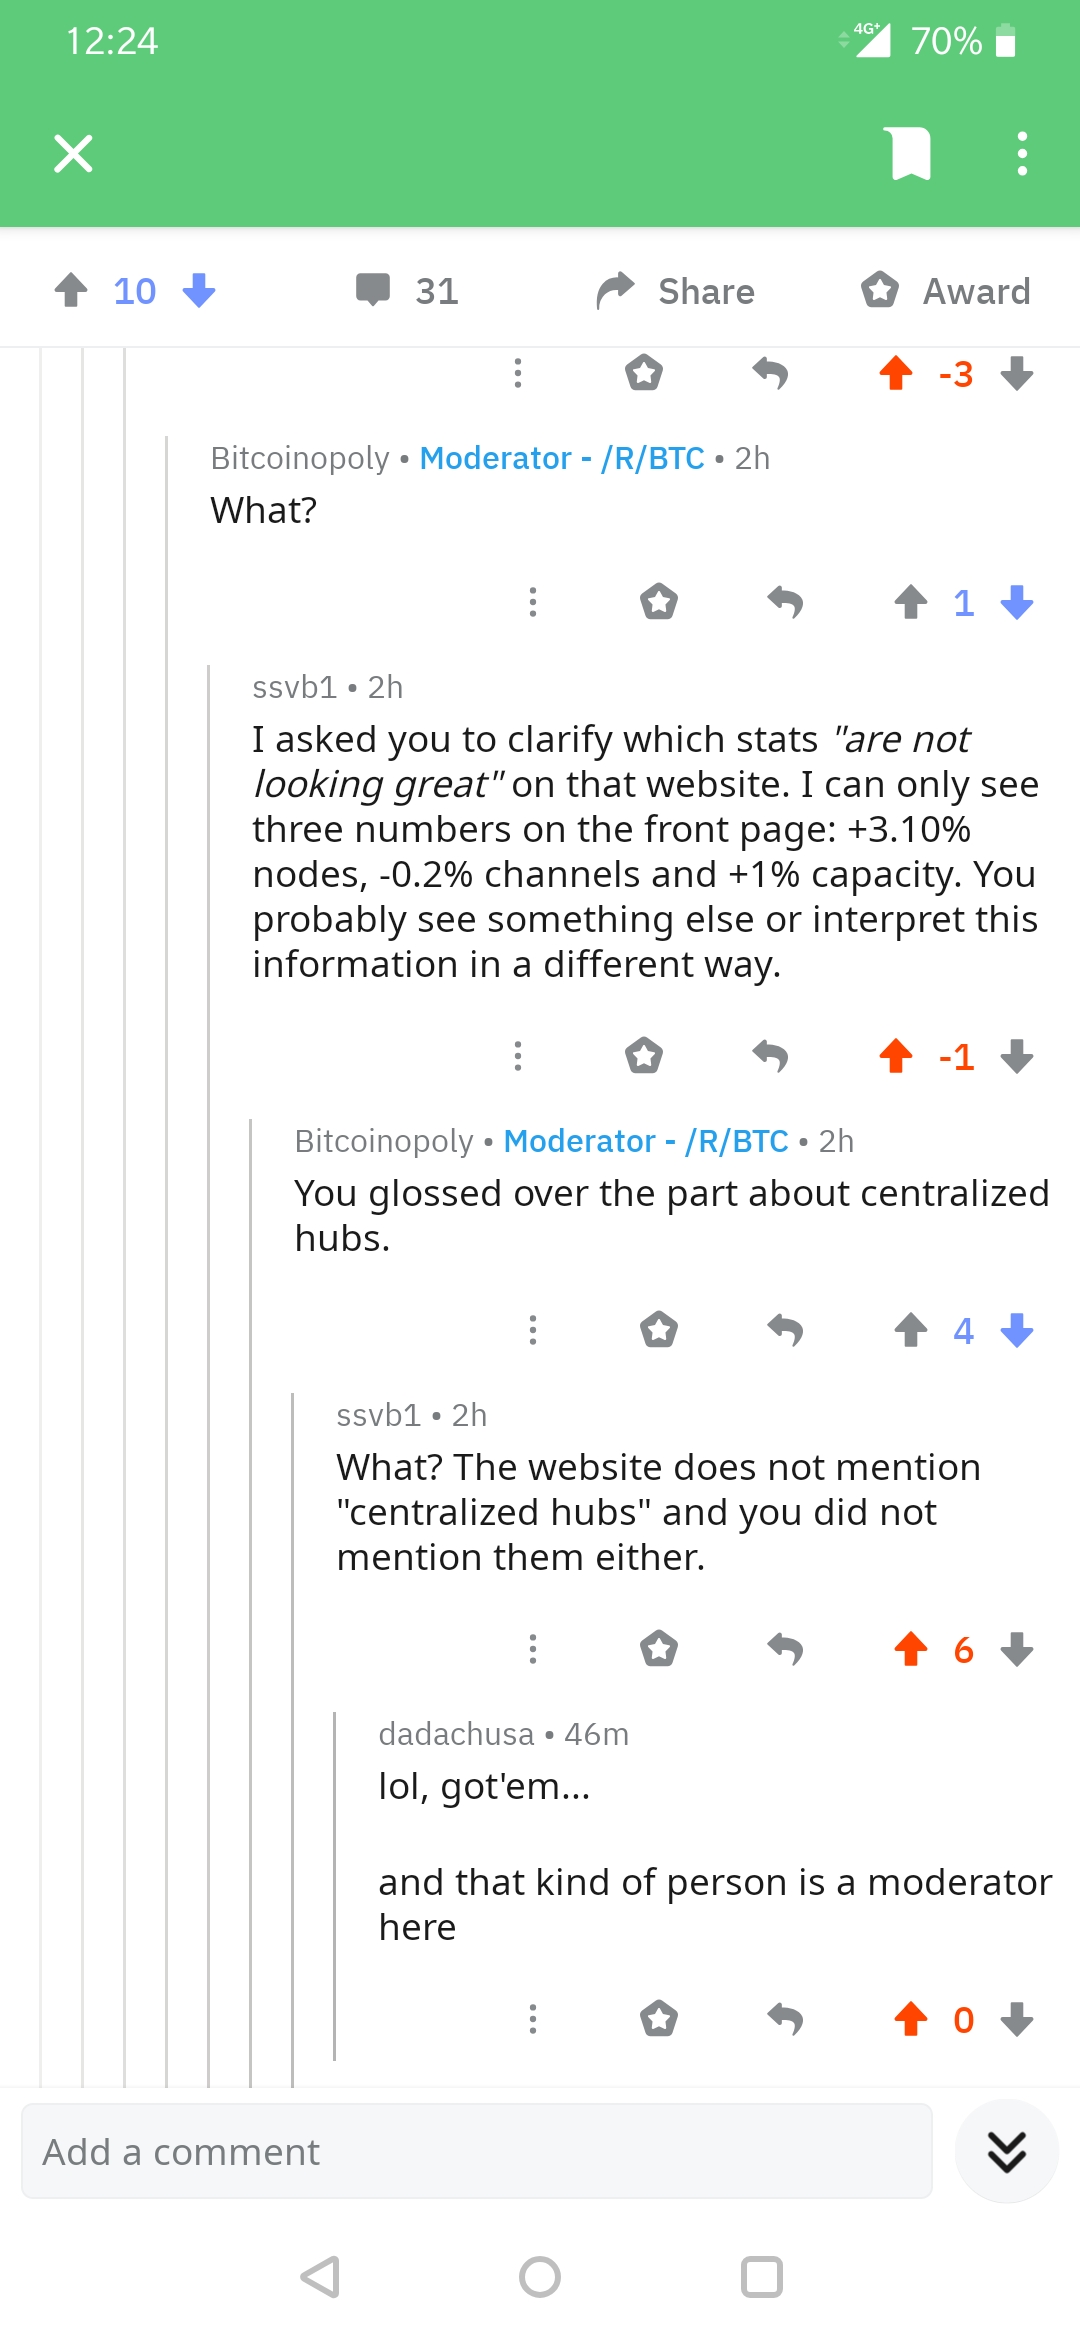 12:24
4G+ 70%
10 31 Share Award
-3
Bitcoinopoly • Moderator - /R/BTC • 2h
What?
1
ssvb1 • 2h
I asked you to clarify which stats "are not
looking great" on that website. I can only see
three numbers on the front page: +3.10%
nodes, -0.2% channels and +1% capacity. You
probably see something else or interpret this
information in a different way.
-1
Bitcoinopoly • Moderator - /R/BTC • 2h
You glossed over the part about centralized
hubs.
4
ssvb1 • 2h
What? The website does not mention
"centralized hubs" and you did not
mention them either.
6
dadachusa • 46m
lol, got'em...
and that kind of person is a moderator
here
0
Add a comment